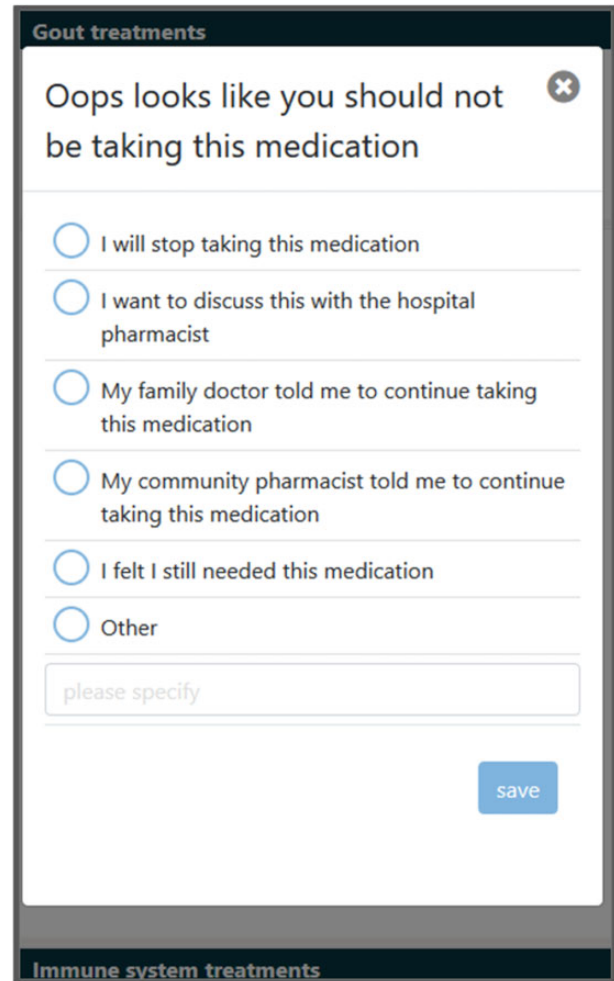 Gout treatments
Oops looks like you should not
be taking this medication
I will stop taking this medication
I want to discuss this with the hospital
pharmacist
My family doctor told me to continue taking
this medication
My community pharmacist told me to continue
taking this medication
I felt I still needed this medication
Other
please specify
save
Immune system treatments